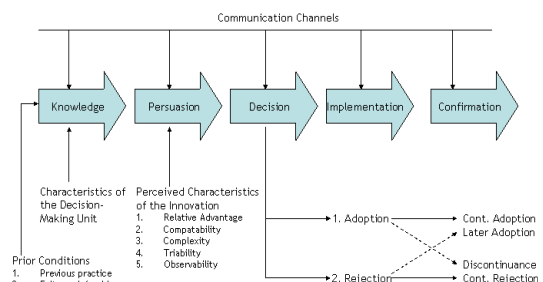 Communication Channels
Knowledge
Persuasion
Decision
Implementation
Confirmation
Characteristics of
the Decision-
Making Unit
Perceived Characteristics
of the Innovation
1. Relative Advantage
2. Compatability
3. Complexity
4. Triability
5. Observability
1. Adoption
Cont. Adoption
Later Adoption
Discontinuance
2. Rejection
Cont. Rejection
Prior Conditions
1. Previous practice